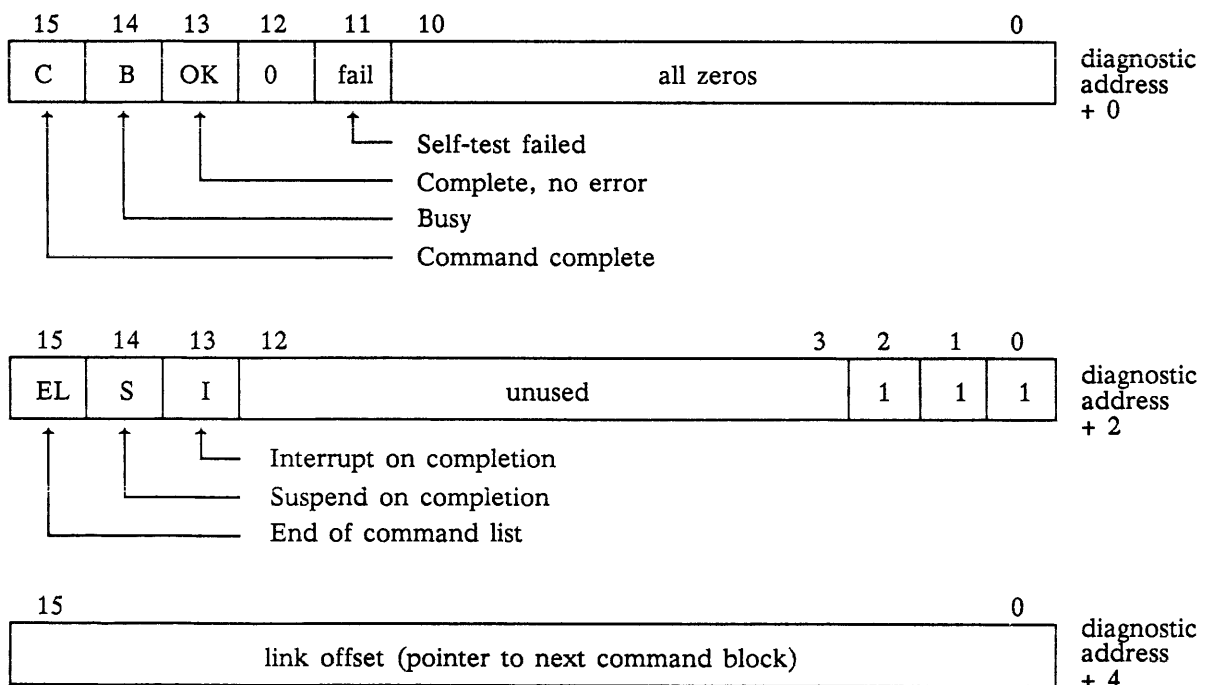 15 14 13 12 11 10 0
C B OK 0 fail all zeros
diagnostic
address
+ 0
Self-test failed
Complete, no error
Busy
Command complete
15 14 13 12 3 2 1 0
EL S I unused 1 1 1
diagnostic
address
+ 2
Interrupt on completion
Suspend on completion
End of command list
15 0
link offset (pointer to next command block)
diagnostic
address
+ 4